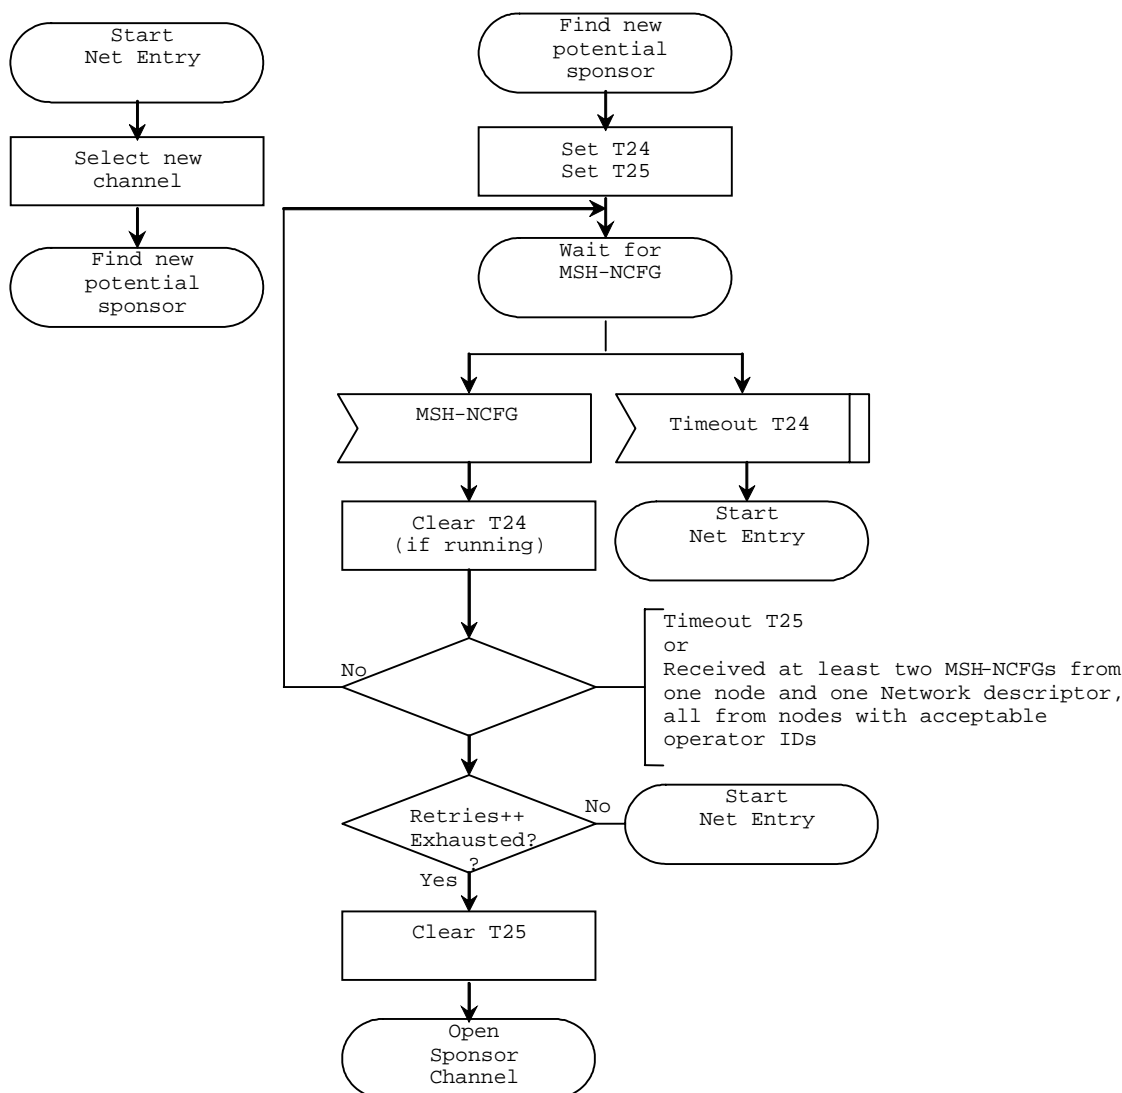 Start
Net Entry
Select new
channel
Find new
potential
sponsor
Find new
potential
sponsor
Set T24
Set T25
Wait for
MSH-NCFG
MSH-NCFG
Timeout T24
Clear T24
(if running)
Start
Net Entry
No
Timeout T25
or
Received at least two MSH-NCFGs from
one node and one Network descriptor,
all from nodes with acceptable
operator IDs
Retries++
Exhausted?
?
No
Start
Net Entry
Yes
Clear T25
Open
Sponsor
Channel